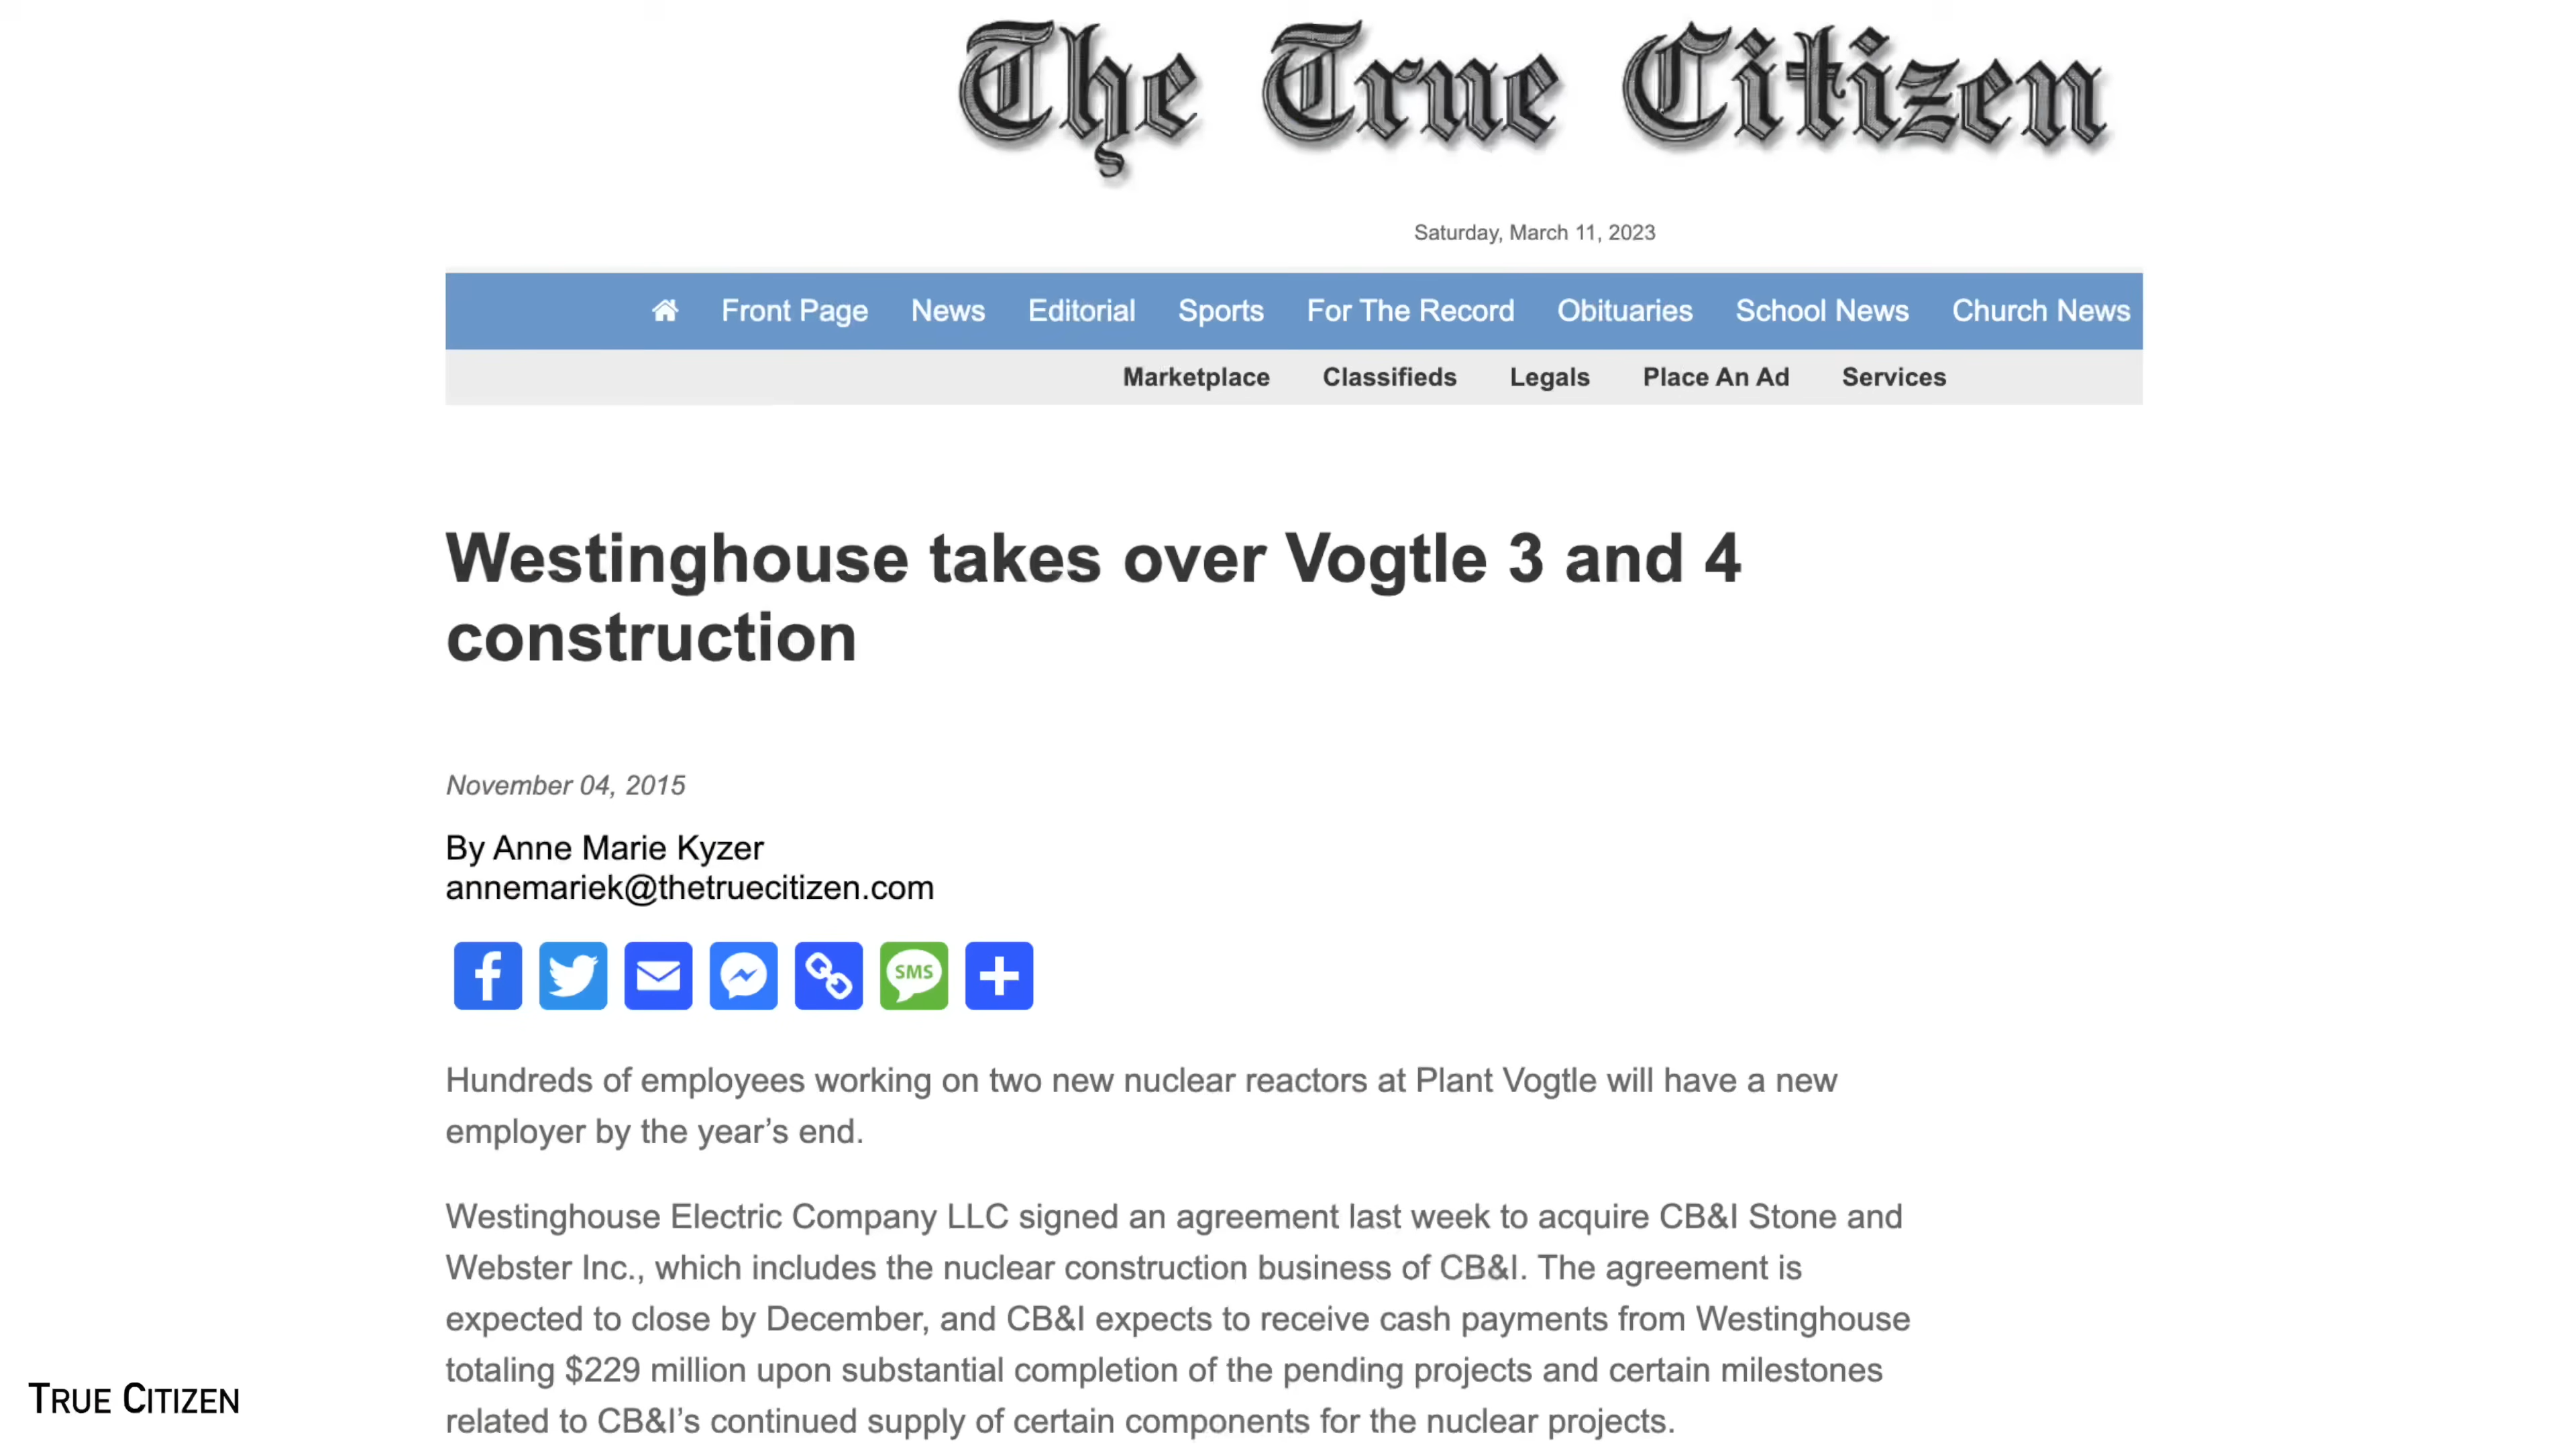 The True Citizen
Saturday, March 11, 2023
Front Page News Editorial Sports For The Record Obituaries School News Church News
Marketplace Classifieds Legals Place An Ad Services
Westinghouse takes over Vogtle 3 and 4
construction
November 04, 2015
By Anne Marie Kyzer
annemariek@thetruecitizen.com
SMS
Hundreds of employees working on two new nuclear reactors at Plant Vogtle will have a new
employer by the year’s end.
Westinghouse Electric Company LLC signed an agreement last week to acquire CB&I Stone and
Webster Inc., which includes the nuclear construction business of CB&I. The agreement is
expected to close by December, and CB&I expects to receive cash payments from Westinghouse
totaling $229 million upon substantial completion of the pending projects and certain milestones
related to CB&I’s continued supply of certain components for the nuclear projects.
TRUE CITIZEN